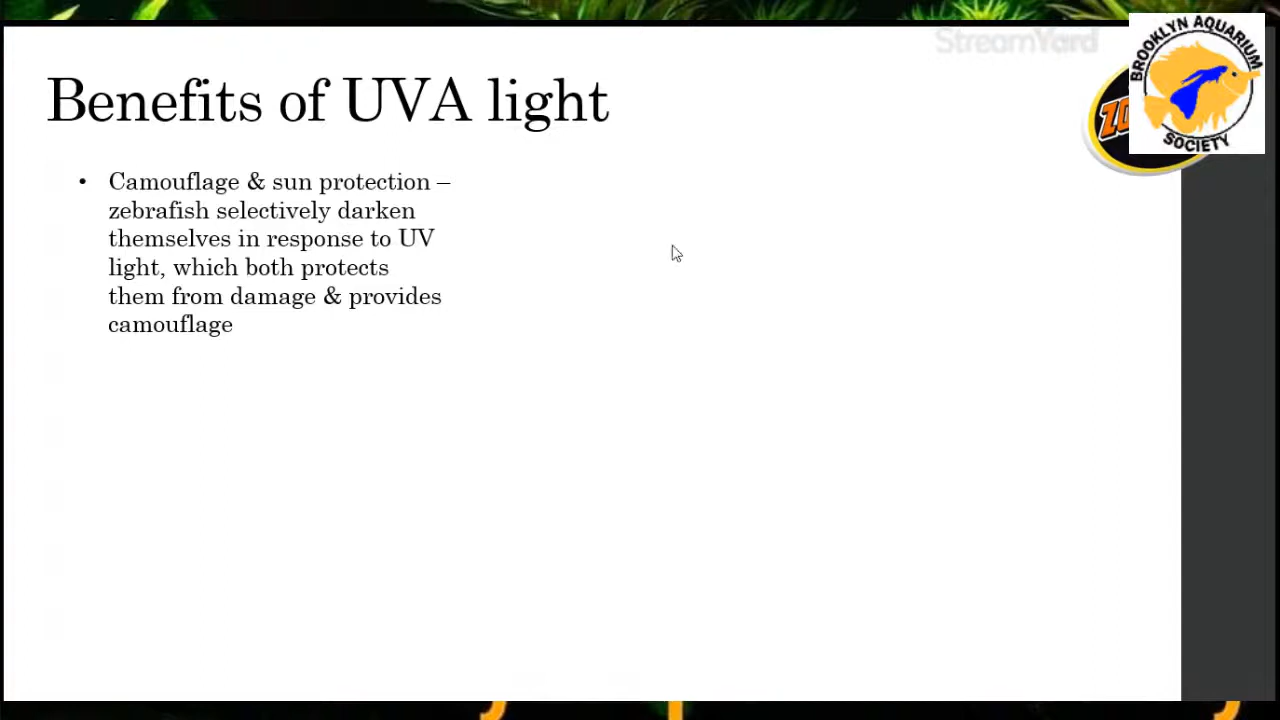 StreamYard
BROOKLYN AQUARIUM
SOCIETY
Benefits of UVA light
• Camouflage & sun protection –
zebrafish selectively darken
themselves in response to UV
light, which both protects
them from damage & provides
camouflage